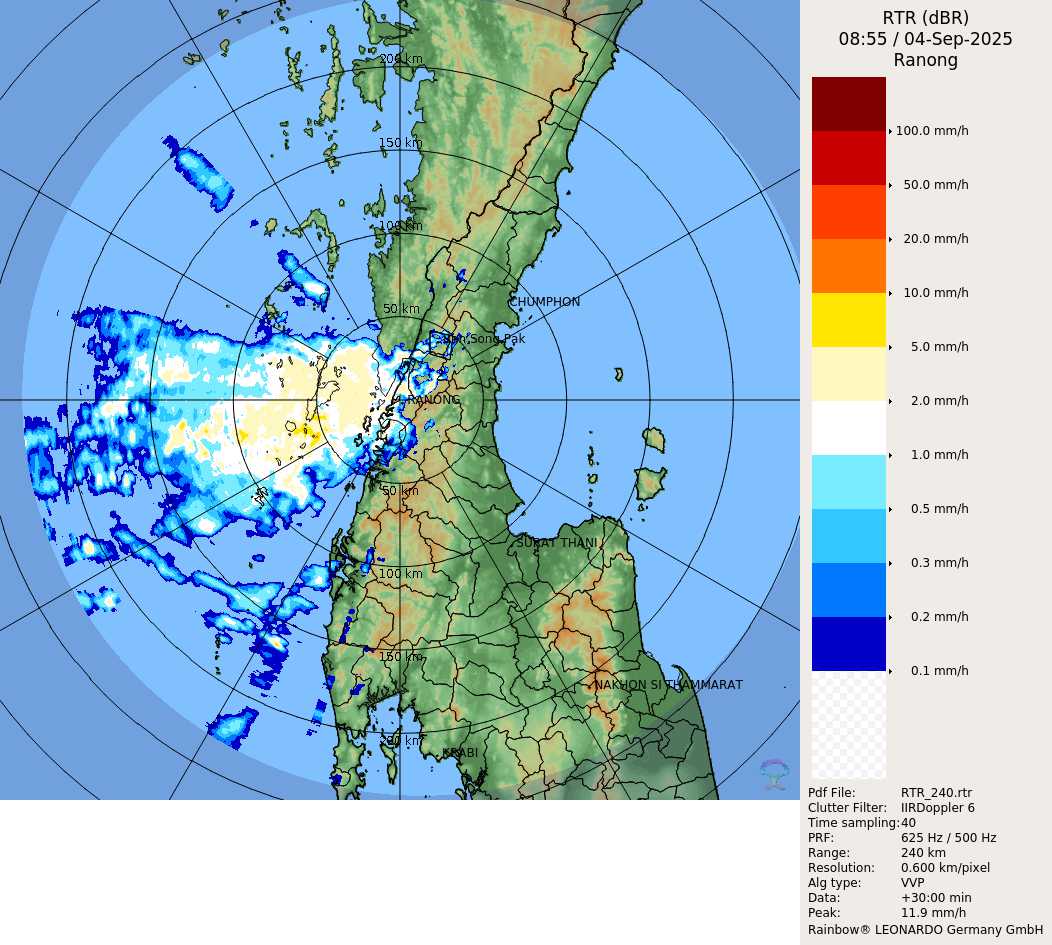 RTR (dBR)
08:55 / 04-Sep-2025
Ranong
200 km
150 km
100 km
50 km
CHUMPHON
Ban Song Pak
RANONG
50 km
SURAT THANI
100 km
150 km
NAKHON SI THAMMARAT
200 km
KRABI
100.0 mm/h
50.0 mm/h
20.0 mm/h
10.0 mm/h
5.0 mm/h
2.0 mm/h
1.0 mm/h
0.5 mm/h
0.3 mm/h
0.2 mm/h
0.1 mm/h
Pdf File: RTR_240.rtr
Clutter Filter: IIRDoppler 6
Time sampling:40
PRF: 625 Hz / 500 Hz
Range: 240 km
Resolution: 0.600 km/pixel
Alg type: VVP
Data: +30:00 min
Peak: 11.9 mm/h
Rainbow® LEONARDO Germany GmbH